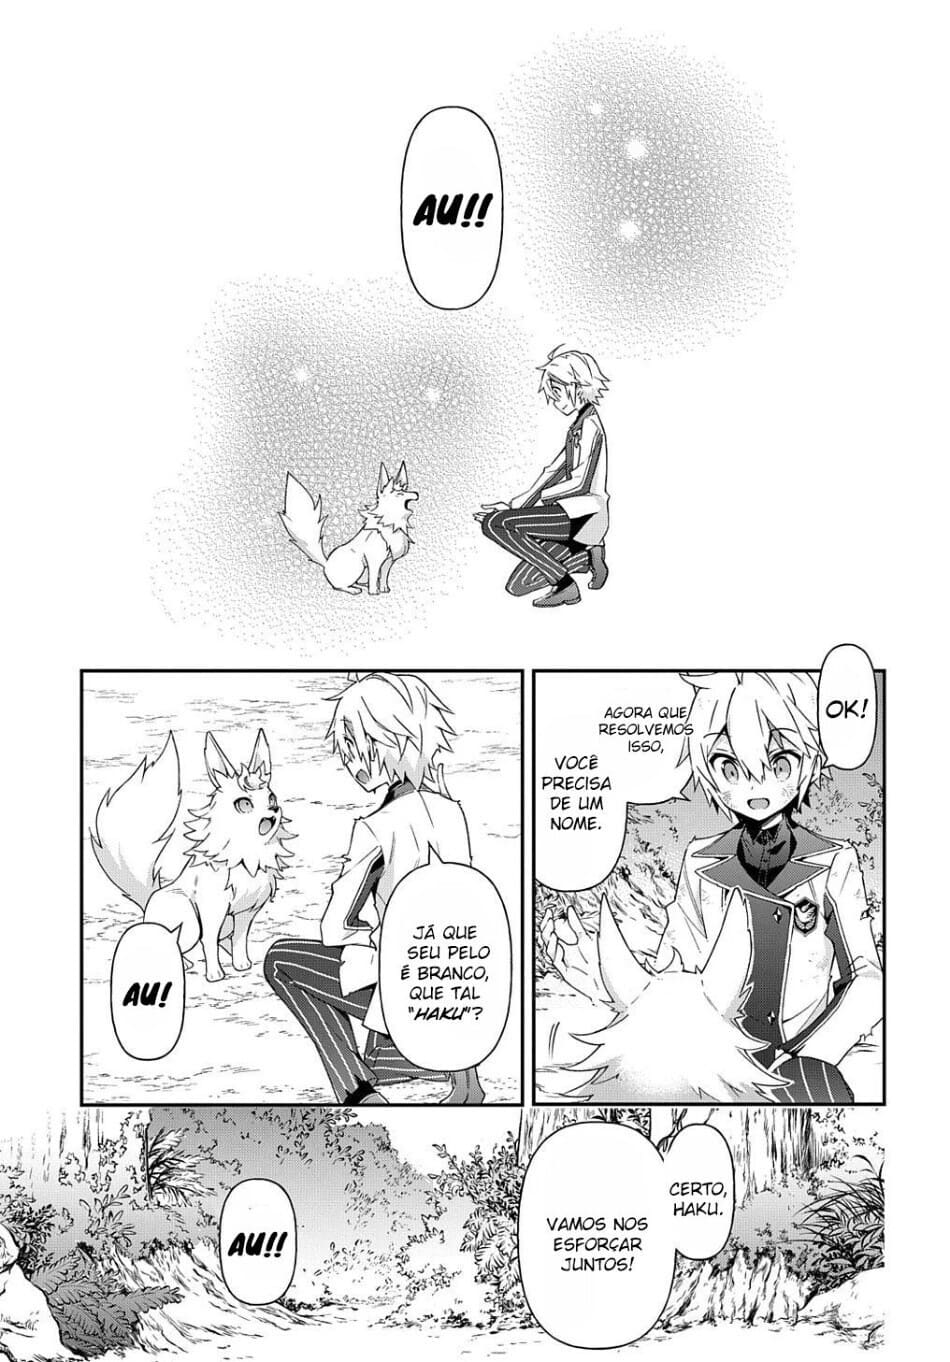 AU!!
OK!
AGORA QUE
RESOLVEMOS
ISSO,
VOCÊ
PRECISA
DE UM
NOME.
JÁ QUE
SEU PELO
É BRANCO,
QUE TAL
"HAKU"?
AU!
CERTO,
HAKU.
VAMOS NOS
ESFORÇAR
JUNTOS!
AU!!